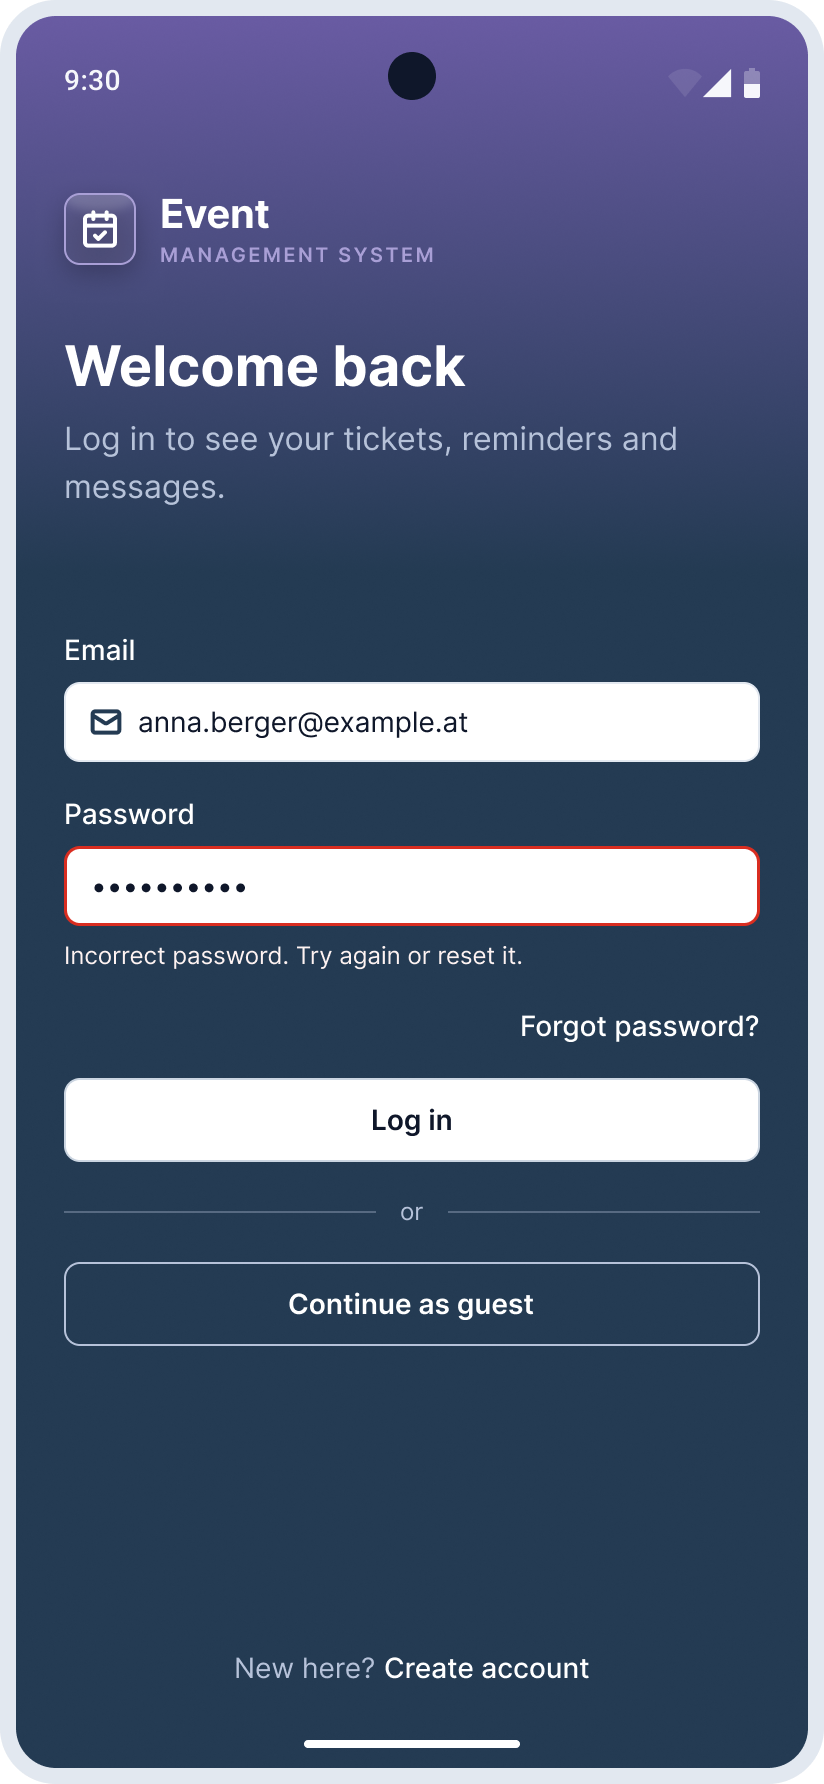 9:30
Event
MANAGEMENT SYSTEM
Welcome back
Log in to see your tickets, reminders and
messages.
Email
anna.berger@example.at
Password
••••••••••
Incorrect password. Try again or reset it.
Forgot password?
Log in
or
Continue as guest
New here? Create account